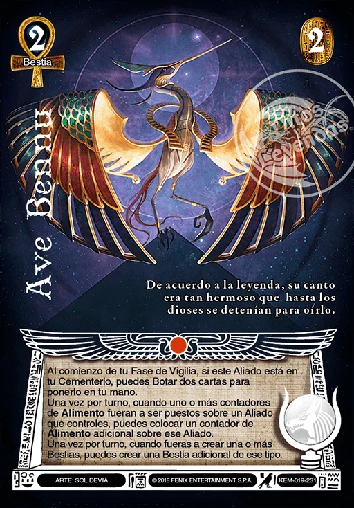 2
Bestia
2
Ave Bennu
De acuerdo a la leyenda, su canto
era tan hermoso que, hasta los
dioses se detenían para oírlo.
Al comienzo de tu Fase de Vigilia, si este Aliado está en
tu Cementerio, puedes Botar dos cartas para
ponerlo en tu mano.
Una vez por turno, cuando uno o más contadores
de Alimento fueran a ser puestos sobre un Aliado
que controles, puedes colocar un contador de
Alimento adicional sobre ese Aliado.
Una vez por turno, cuando fueras a crear una o más
Bestias, puedes crear una Bestia adicional de ese tipo.
ARTE: SOL DEVIA
ENTERTAINMENT S.P.A.